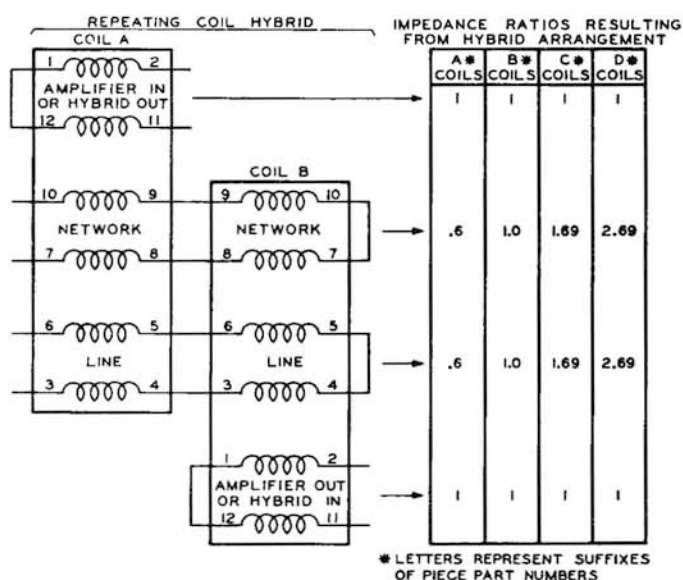 REPEATING COIL HYBRID
IMPEDANCE RATIOS RESULTING
FROM HYBRID ARRANGEMENT
COIL A
A* COILS B* COILS C* COILS D* COILS
1 2
AMPLIFIER IN
OR HYBRID OUT
1 1 1 1
12 11
COIL B
10 9 9 10
NETWORK NETWORK .6 1.0 1.69 2.69
7 8 8 7
6 5 6 5
LINE LINE .6 1.0 1.69 2.69
3 4 3 4
1 2
AMPLIFIER OUT
OR HYBRID IN
1 1 1 1
12 11
* LETTERS REPRESENT SUFFIXES
OF PIECE PART NUMBERS